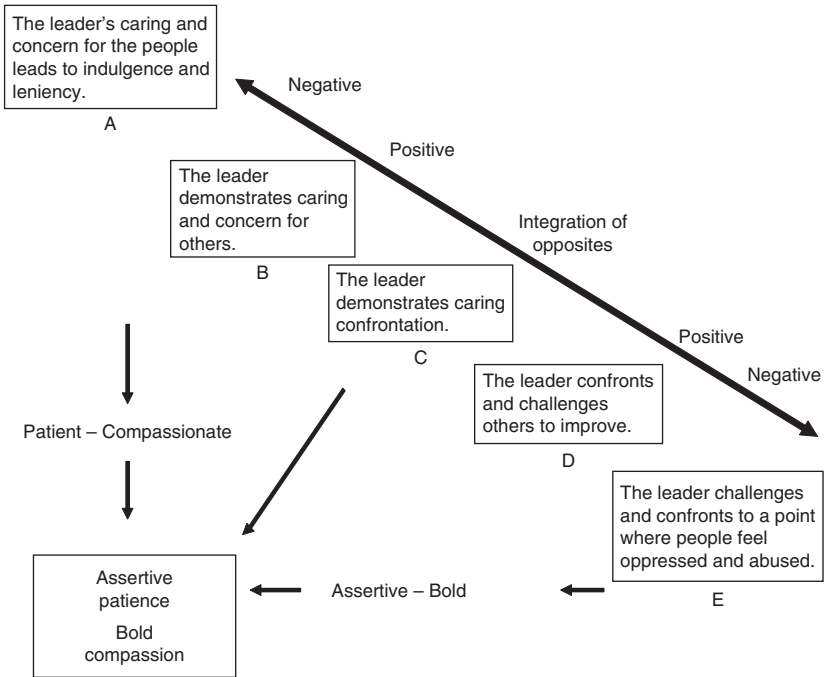 The leader's caring and
concern for the people
leads to indulgence and
leniency.
A
Negative
Positive
The leader
demonstrates caring
and concern for
others.
B
Integration of
opposites
The leader
demonstrates caring
confrontation.
C
Positive
Negative
The leader confronts
and challenges
others to improve.
D
Patient – Compassionate
The leader challenges
and confronts to a point
where people feel
oppressed and abused.
E
Assertive
patience
Bold
compassion
Assertive – Bold